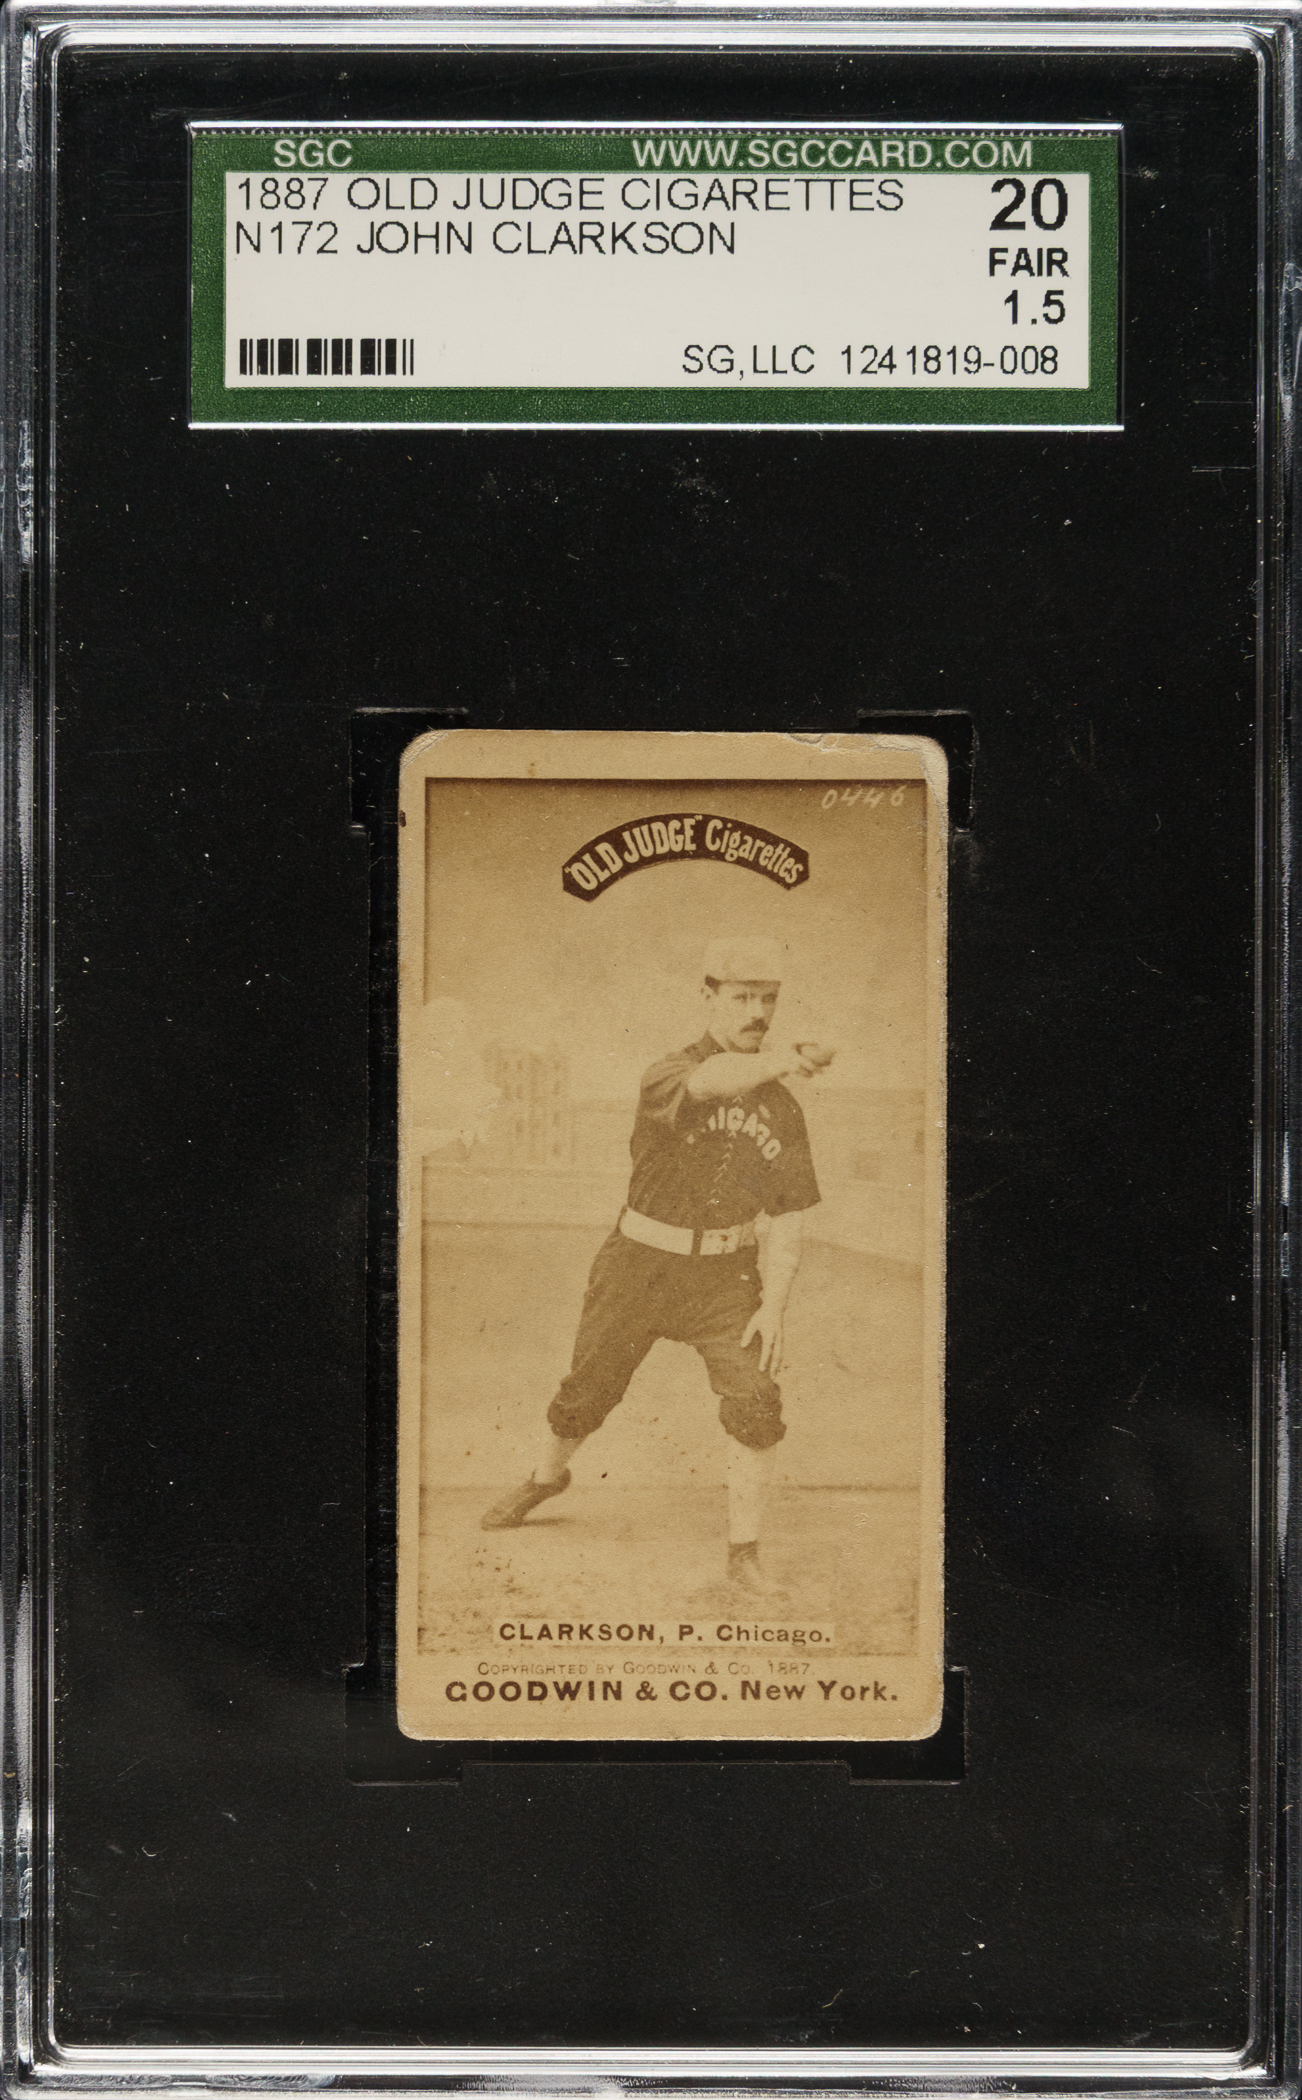 SGC WWW.SGCCARD.COM
1887 OLD JUDGE CIGARETTES 20
N172 JOHN CLARKSON FAIR
1.5
SG,LLC 1241819-008
0446
"OLD JUDGE" Cigarettes
CLARKSON, P. Chicago.
COPYRIGHTED BY GOODWIN & CO. 1887.
GOODWIN & CO. New York.